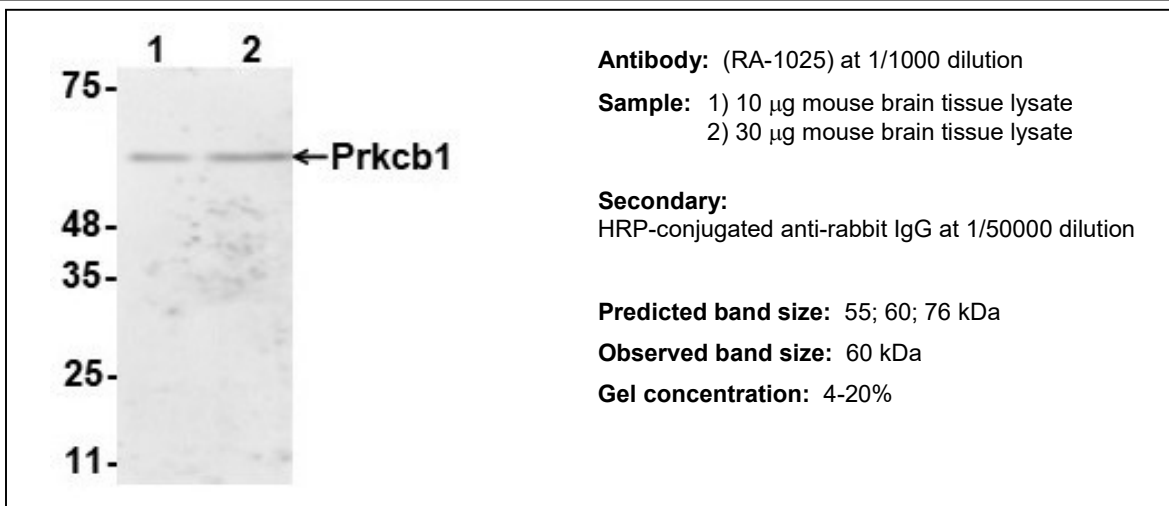 1 2
75-
←Prkcb1
48-
35-
25-
11-
Antibody: (RA-1025) at 1/1000 dilution
Sample: 1) 10 μg mouse brain tissue lysate
2) 30 μg mouse brain tissue lysate
Secondary:
HRP-conjugated anti-rabbit IgG at 1/50000 dilution
Predicted band size: 55; 60; 76 kDa
Observed band size: 60 kDa
Gel concentration: 4-20%